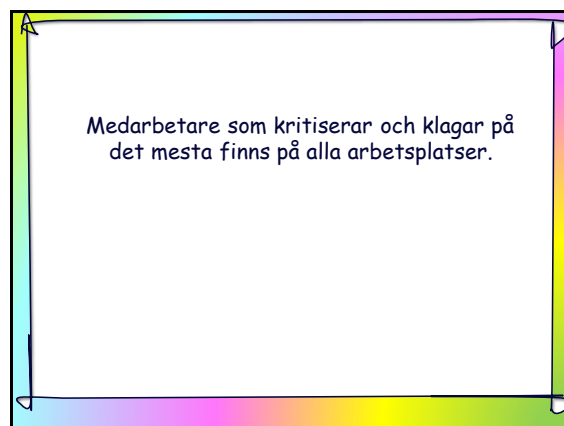 Medarbetare som kritiserar och klagar på
det mesta finns på alla arbetsplatser.